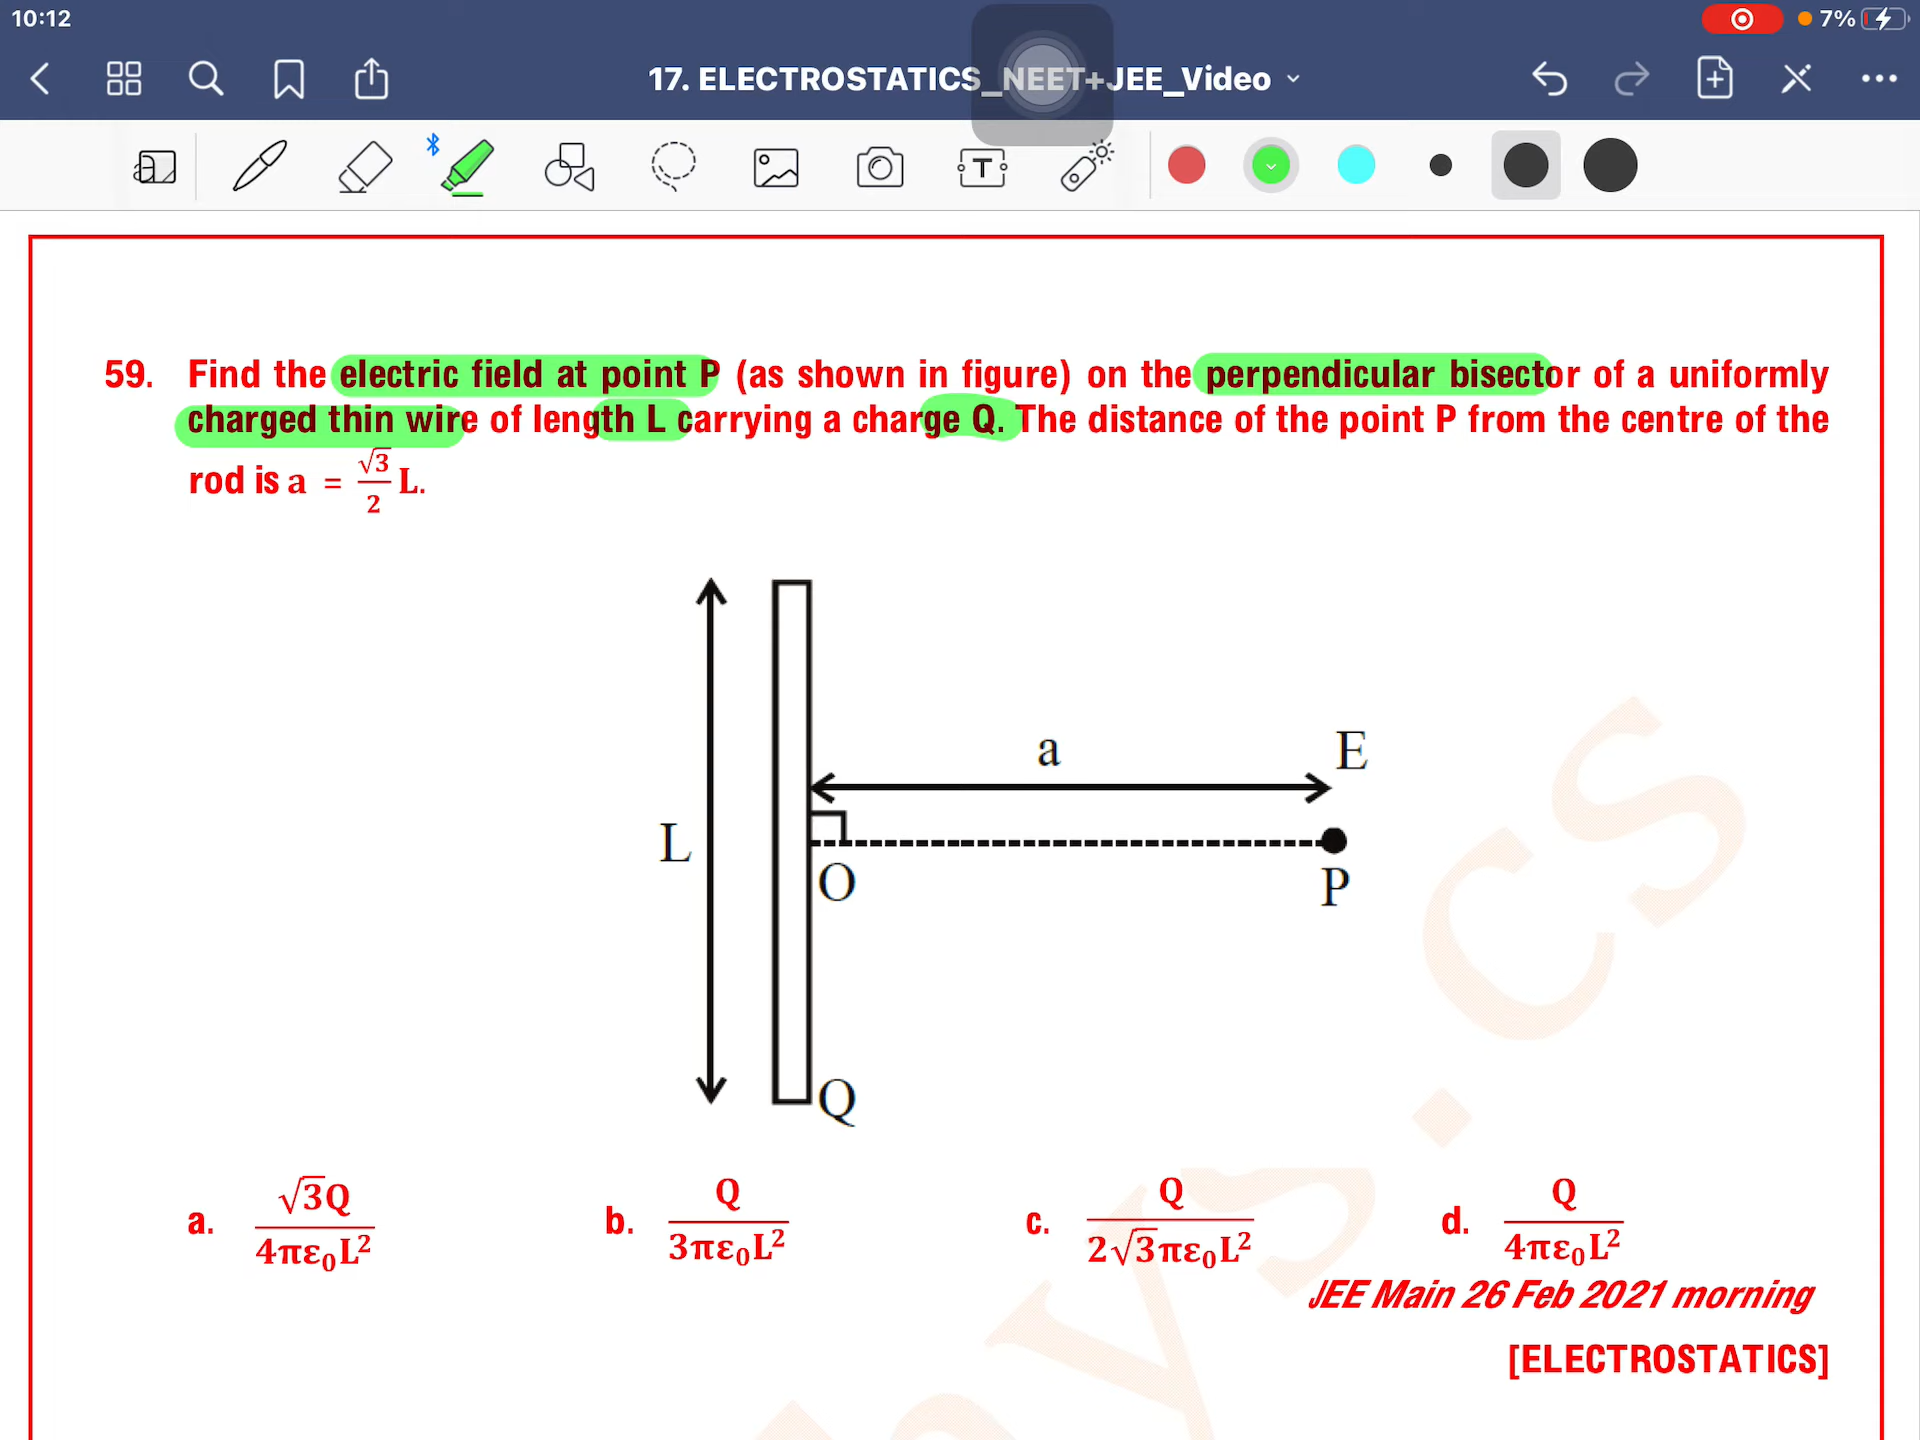 10:12
7%
17. ELECTROSTATICS_NEET+JEE_Video
a
T
59. Find the electric field at point P (as shown in figure) on the perpendicular bisector of a uniformly
charged thin wire of length L carrying a charge Q. The distance of the point P from the centre of the
rod is a = √3/2 L.
a
E
L
O
P
Q
a. √3Q/4πε₀L²
b. Q/3πε₀L²
c. Q/2√3πε₀L²
d. Q/4πε₀L²
JEE Main 26 Feb 2021 morning
[ELECTROSTATICS]
ys.cs